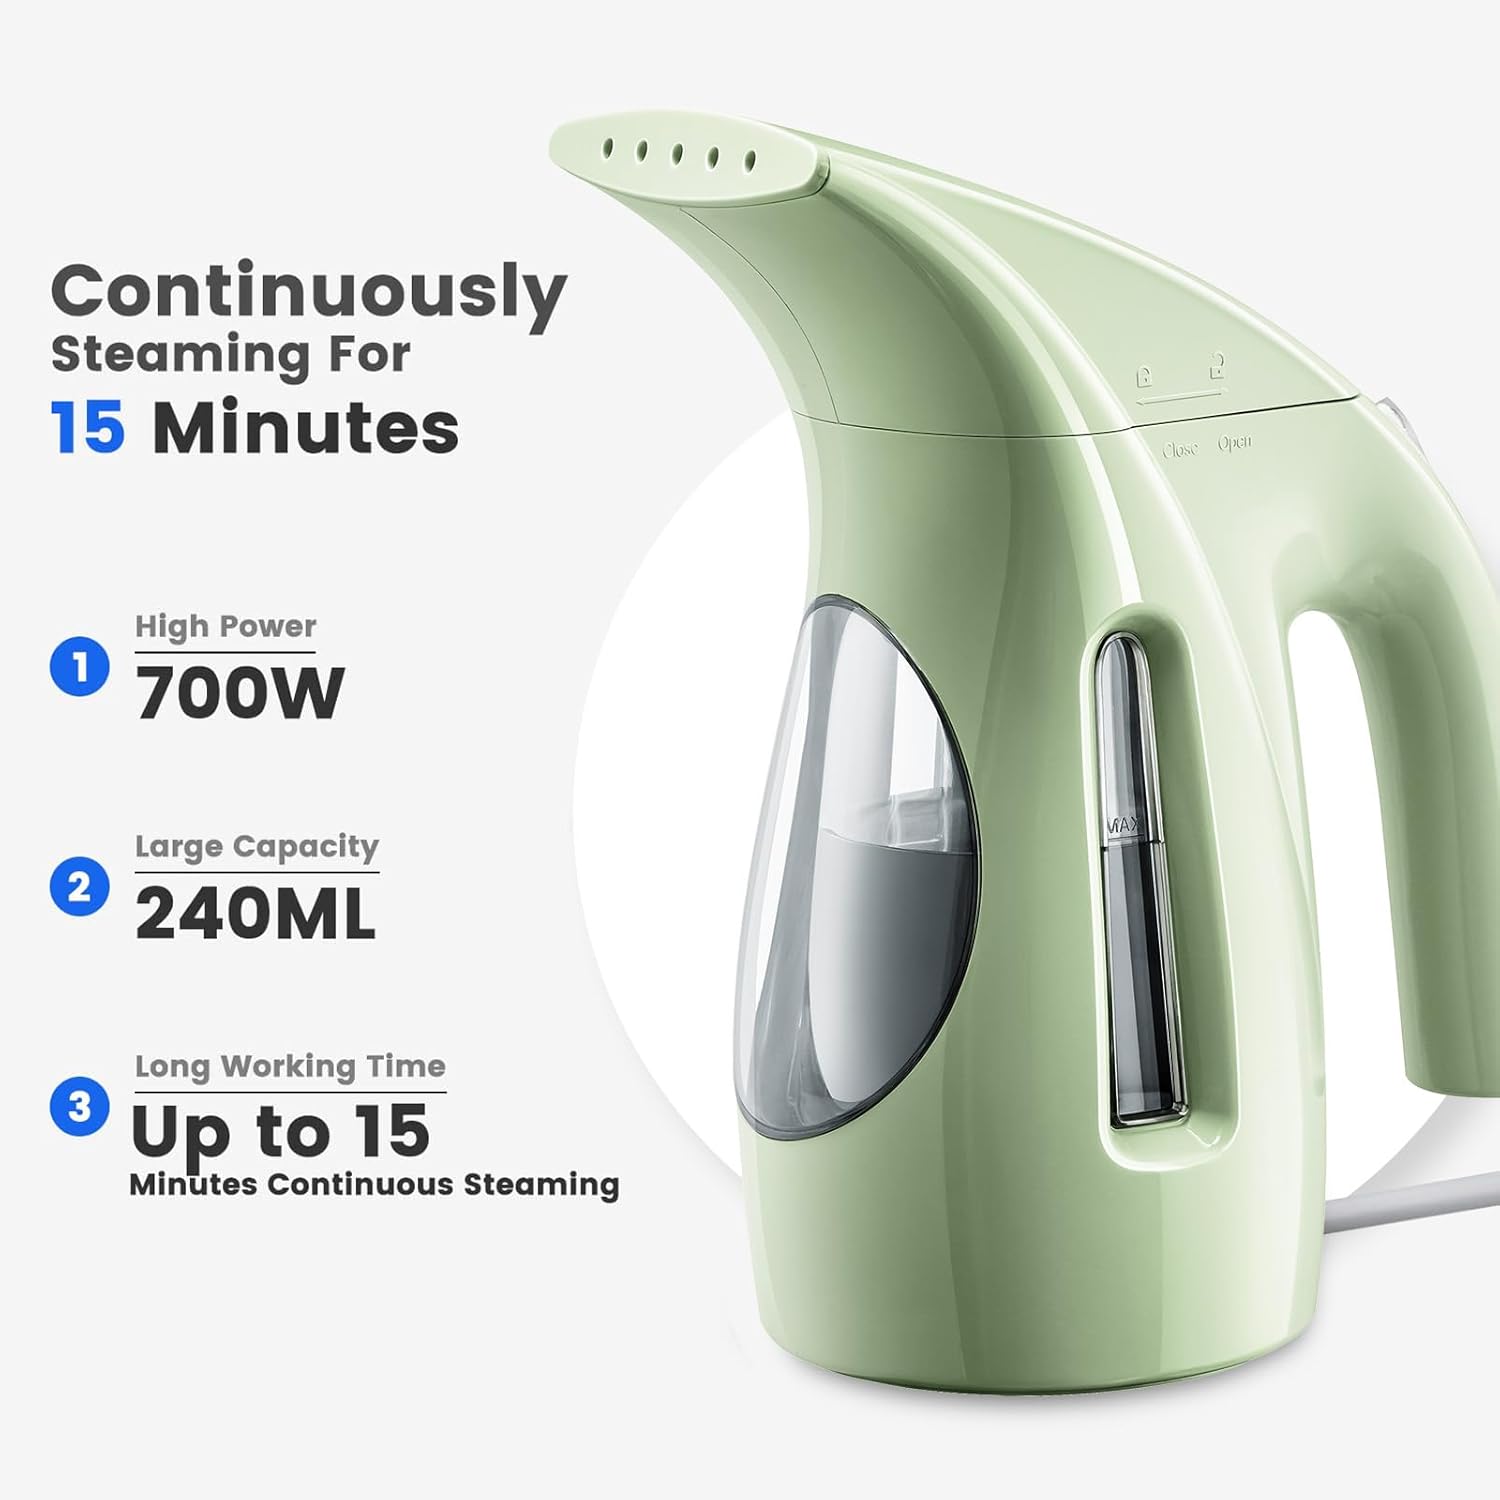 Continuously
Steaming For
15 Minutes
1
High Power
700W
2
Large Capacity
240ML
3
Long Working Time
Up to 15
Minutes Continuous Steaming
Close Open
MAX